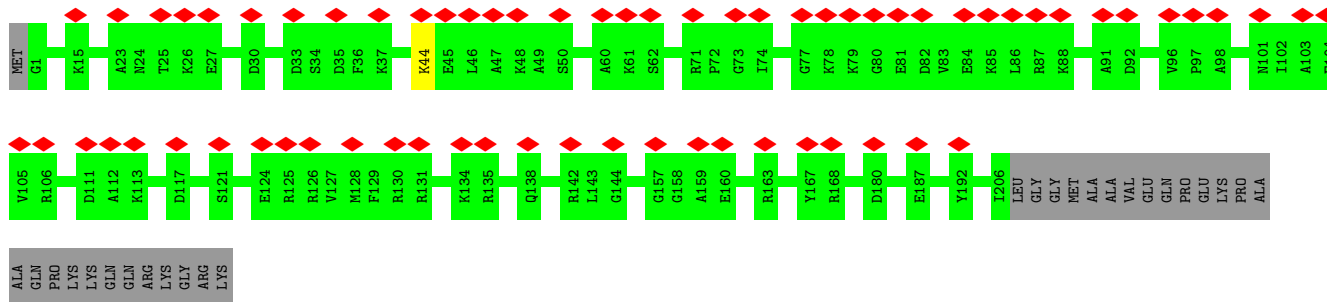 MET G1 K15 A23 N24 T25 K26 E27 D30 D33 S34 D35 F36 K37 K44 E45 L46 A47 K48 A49 S50 A60 K61 S62 R71 P72 G73 I74 G77 K78 K79 G80 E81 D82 V83 E84 K85 L86 R87 K88 A91 D92 V96 P97 A98 N101 I102 A103
V105 R106 D111 A112 K113 D117 S121 E124 R125 R126 V127 M128 F129 R130 R131 K134 R135 Q138 R142 L143 G144 G157 G158 A159 E160 R163 Y167 R168 D180 E187 Y192 I206 LEU GLY GLY MET ALA ALA VAL GLU GLN PRO GLU LYS PRO ALA
ALA GLN PRO LYS LYS GLN GLN ARG LYS GLY ARG LYS